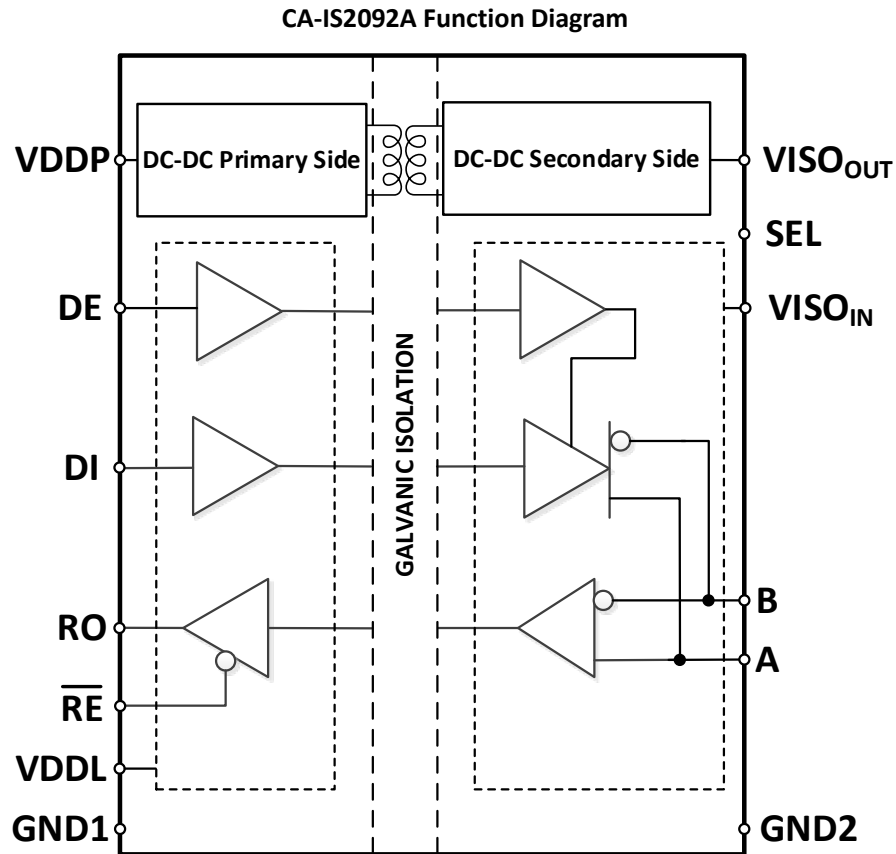 CA-IS2092A Function Diagram
VDDP
DC-DC Primary Side
DC-DC Secondary Side
VISOOUT
SEL
DE
VISOIN
GALVANIC ISOLATION
DI
B
RO
A
RE
VDDL
GND1
GND2